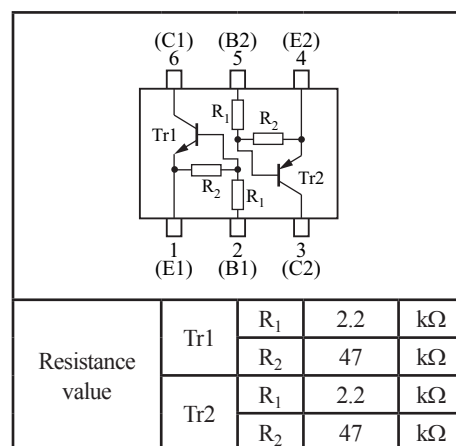 (C1) (B2) (E2)
6 5 4
R1
R2
Tr1
Tr2
R2
R1
1 2 3
(E1) (B1) (C2)
Resistance value Tr1 R1 2.2 kΩ
R2 47 kΩ
Tr2 R1 2.2 kΩ
R2 47 kΩ